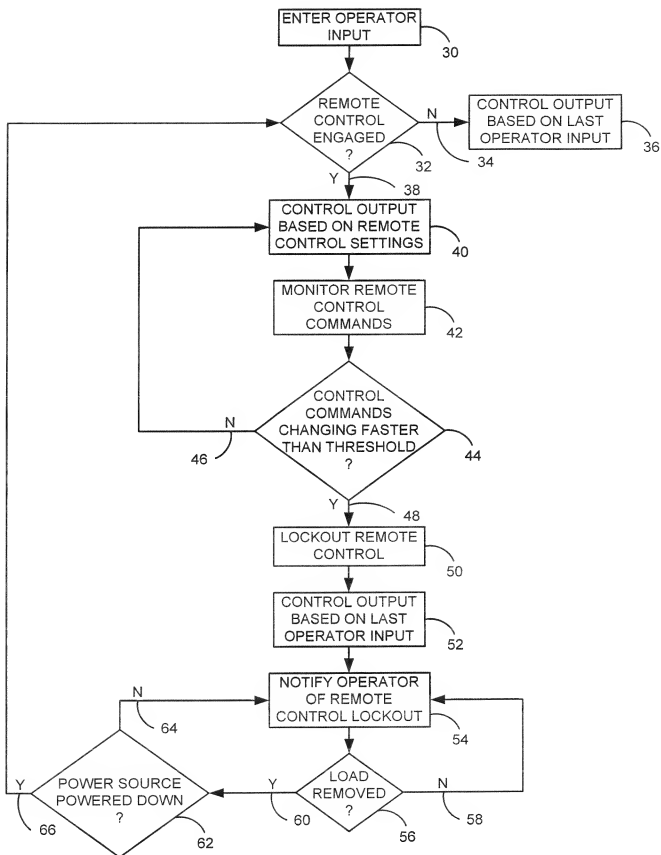 ENTER OPERATOR
INPUT
30
REMOTE
CONTROL
ENGAGED
?
32
N
34
CONTROL OUTPUT
BASED ON LAST
OPERATOR INPUT
36
Y
38
CONTROL OUTPUT
BASED ON REMOTE
CONTROL SETTINGS
40
MONITOR REMOTE
CONTROL
COMMANDS
42
CONTROL
COMMANDS
CHANGING FASTER
THAN THRESHOLD
?
44
N
46
Y
48
LOCKOUT REMOTE
CONTROL
50
CONTROL OUTPUT
BASED ON LAST
OPERATOR INPUT
52
NOTIFY OPERATOR
OF REMOTE
CONTROL LOCKOUT
54
N
64
LOAD
REMOVED
?
56
N
58
Y
60
POWER SOURCE
POWERED DOWN
?
62
Y
66